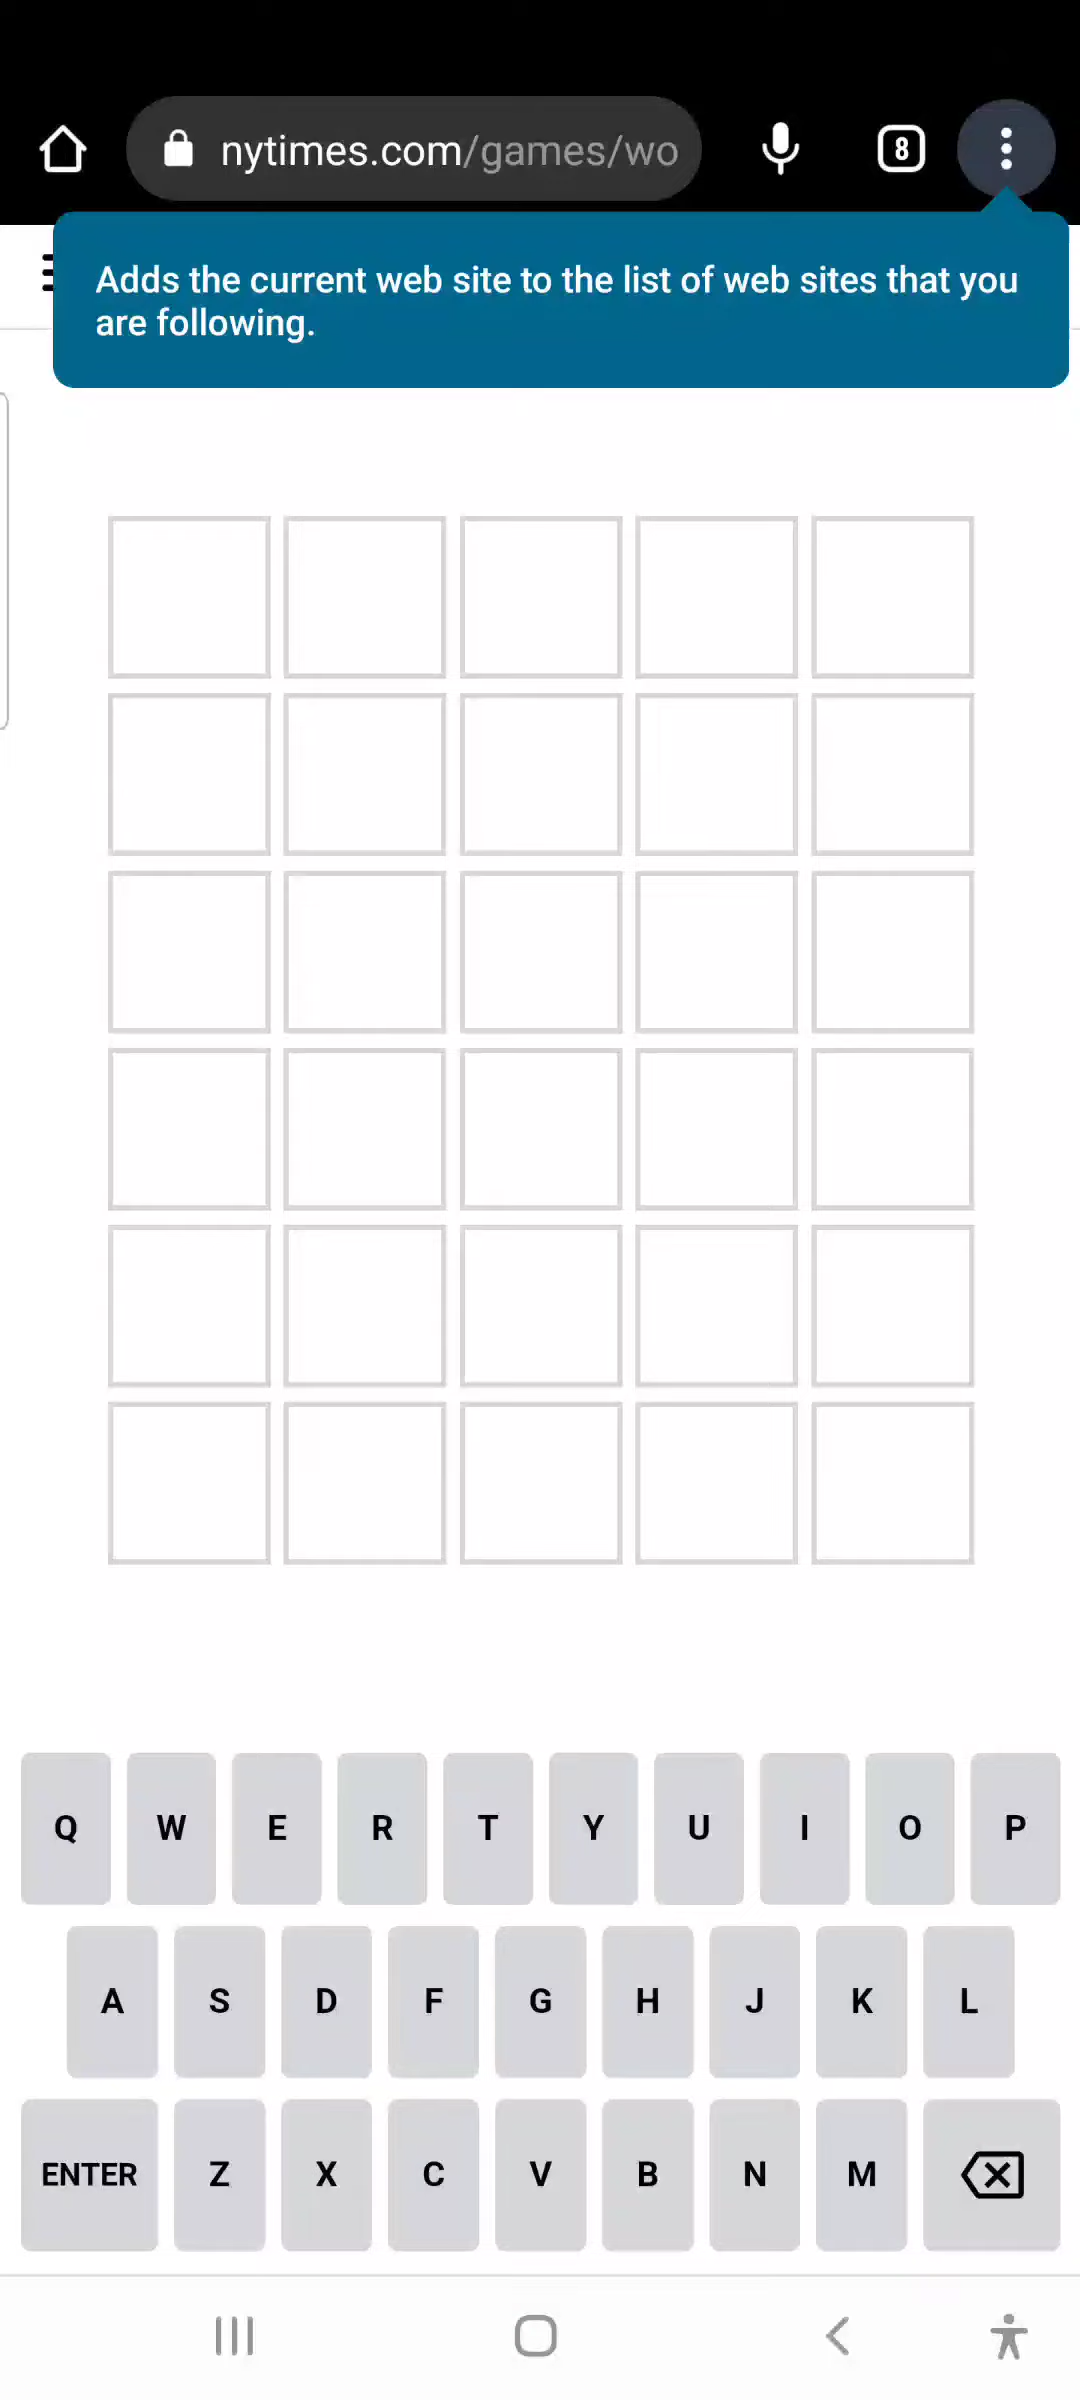 nytimes.com/games/wo
8
Adds the current web site to the list of web sites that you
are following.
Q W E R T Y U I O P
A S D F G H J K L
ENTER Z X C V B N M